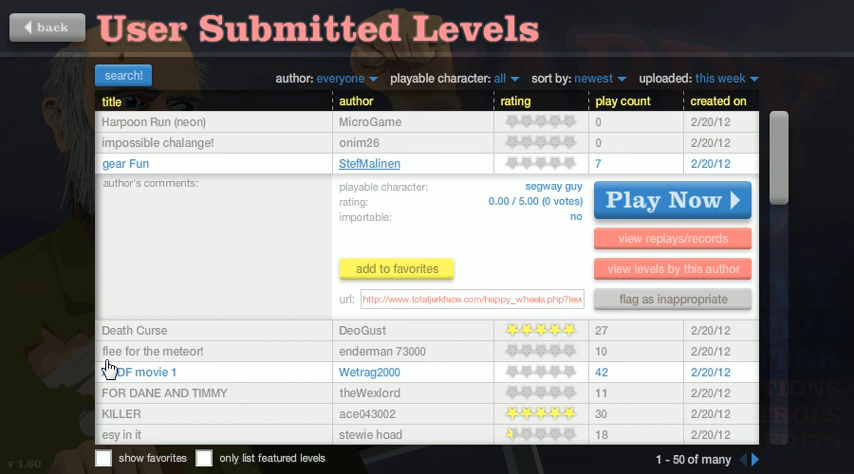 back
User Submitted Levels
search!
author: everyone playable character: all sort by: newest uploaded: this week
title author rating play count created on
Harpoon Run (neon) MicroGame 0 2/20/12
impossible chalange! onim26 0 2/20/12
gear Fun StefMalinen 7 2/20/12
author's comments:
playable character: segway guy
rating: 0.00 / 5.00 (0 votes)
importable: no
Play Now
view replays/records
add to favorites
view levels by this author
url: http://www.totaljerkface.com/happy_wheels.php?lev
flag as inappropriate
Death Curse DeoGust 27 2/20/12
flee for the meteor! enderman 73000 10 2/20/12
DF movie 1 Wetrag2000 42 2/20/12
FOR DANE AND TIMMY theWexlord 11 2/20/12
KILLER ace043002 30 2/20/12
esy in it stewie hoad 18 2/20/12
show favorites only list featured levels
1 - 50 of many
v 1.60